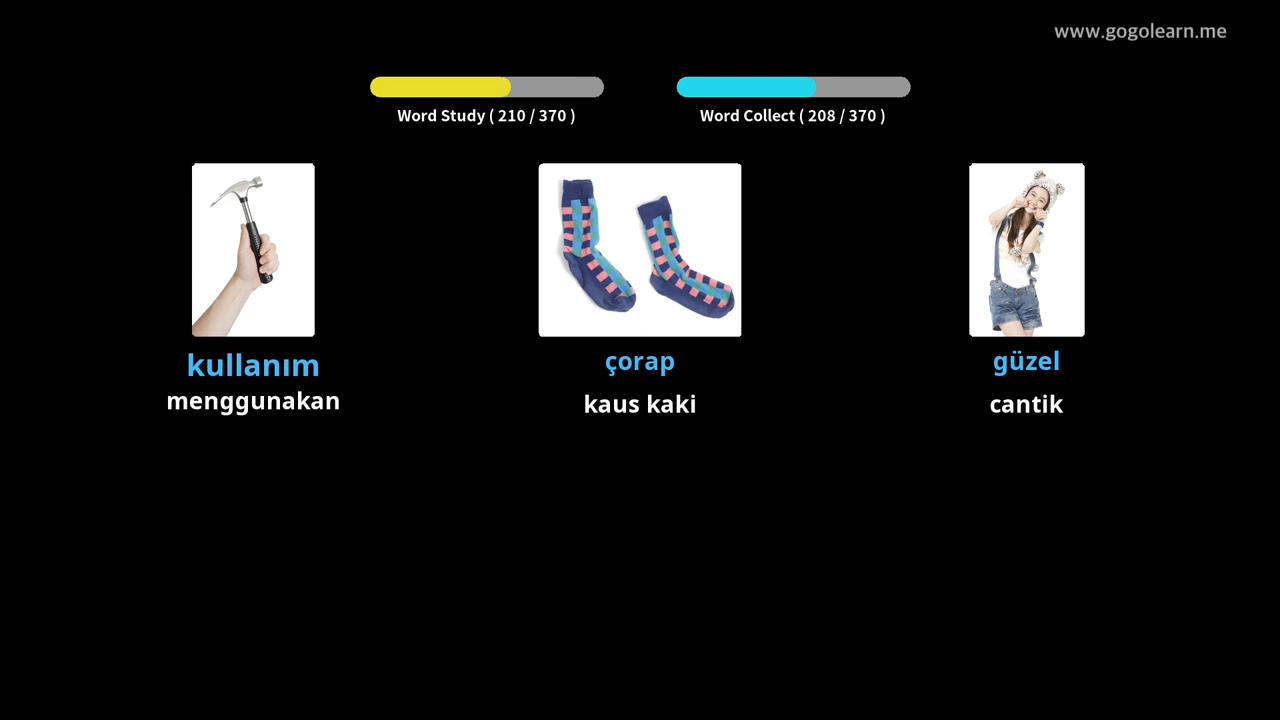 www.gogolearn.me
Word Study ( 210 / 370 )
Word Collect ( 208 / 370 )
kullanım
çorap
güzel
menggunakan
kaus kaki
cantik